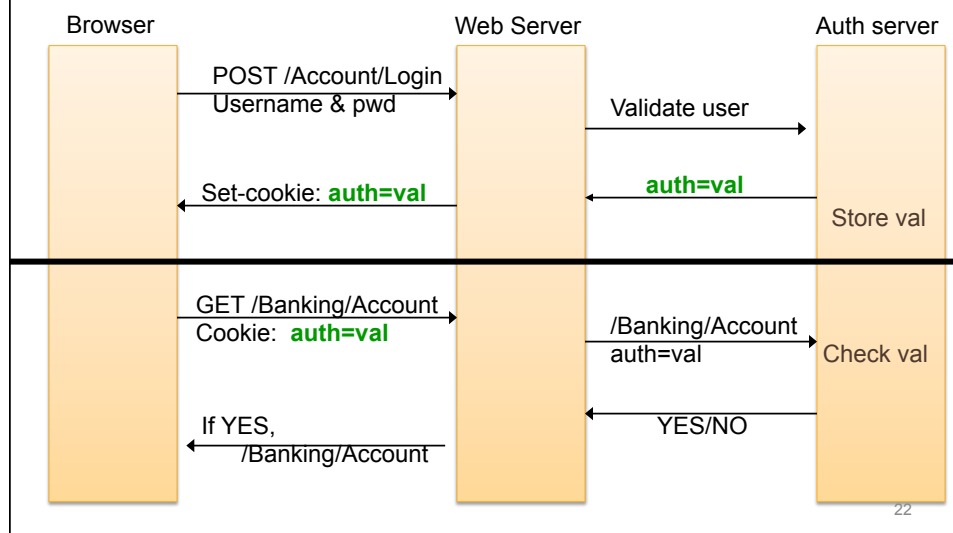 Browser
Web Server
Auth server
POST /Account/Login
Username & pwd
Validate user
Set-cookie: auth=val
auth=val
Store val
GET /Banking/Account
Cookie: auth=val
/Banking/Account
auth=val
Check val
If YES,
/Banking/Account
YES/NO
22